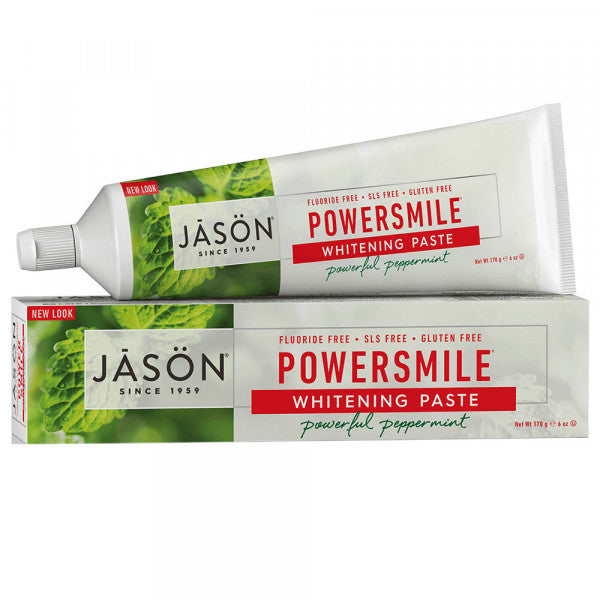 NEW LOOK
FLUORIDE FREE • SLS FREE • GLUTEN FREE
JĀSÖN®
SINCE 1959
POWERSMILE®
WHITENING PASTE
powerful peppermint
Net Wt 170 g ℮ 6 oz Ⓤ
NEW LOOK
FLUORIDE FREE • SLS FREE • GLUTEN FREE
JĀSÖN®
SINCE 1959
POWERSMILE®
WHITENING PASTE
powerful peppermint
Net Wt 170 g ℮ 6 oz Ⓤ